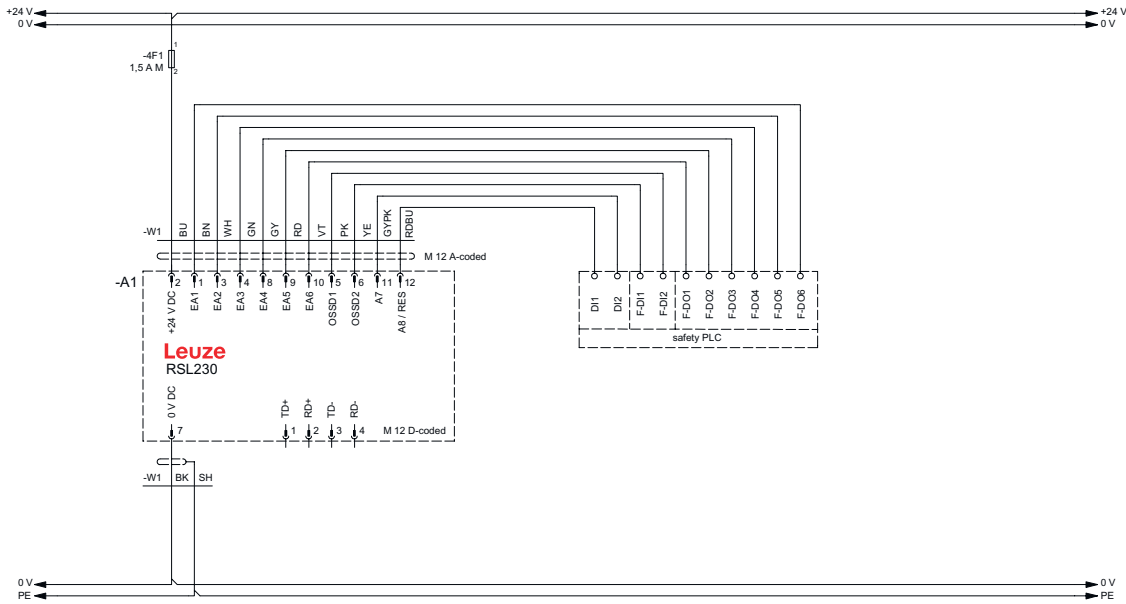 +24 V
+24 V
0 V
0 V
1
-4F1
1,5 A M
2
-W1
BU
BN
WH
GN
GY
RD
VT
PK
YE
GYPK
RDBU
M 12 A-coded
-A1
2
1
3
4
8
9
10
5
6
11
12
+24 V DC
EA1
EA2
EA3
EA4
EA5
EA6
OSSD1
OSSD2
A7
A8 / RES
DI1
DI2
F-DI1
F-DI2
F-DO1
F-DO2
F-DO3
F-DO4
F-DO5
F-DO6
safety PLC
Leuze
RSL230
0 V DC
TD+
RD+
TD-
RD-
7
1
2
3
4
M 12 D-coded
-W1
BK
SH
0 V
0 V
PE
PE